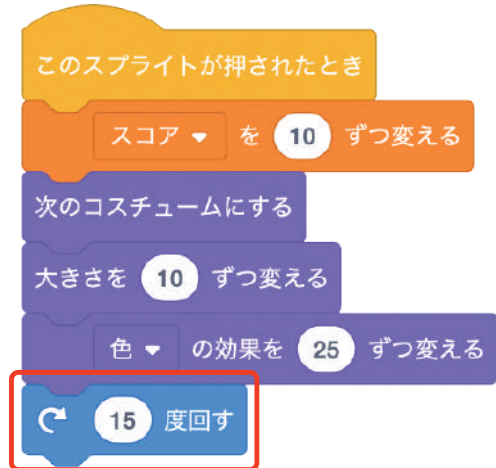 このスプライトが押されたとき
スコア を 10 ずつ変える
次のコスチュームにする
大きさを 10 ずつ変える
色 の効果を 25 ずつ変える
15 度回す